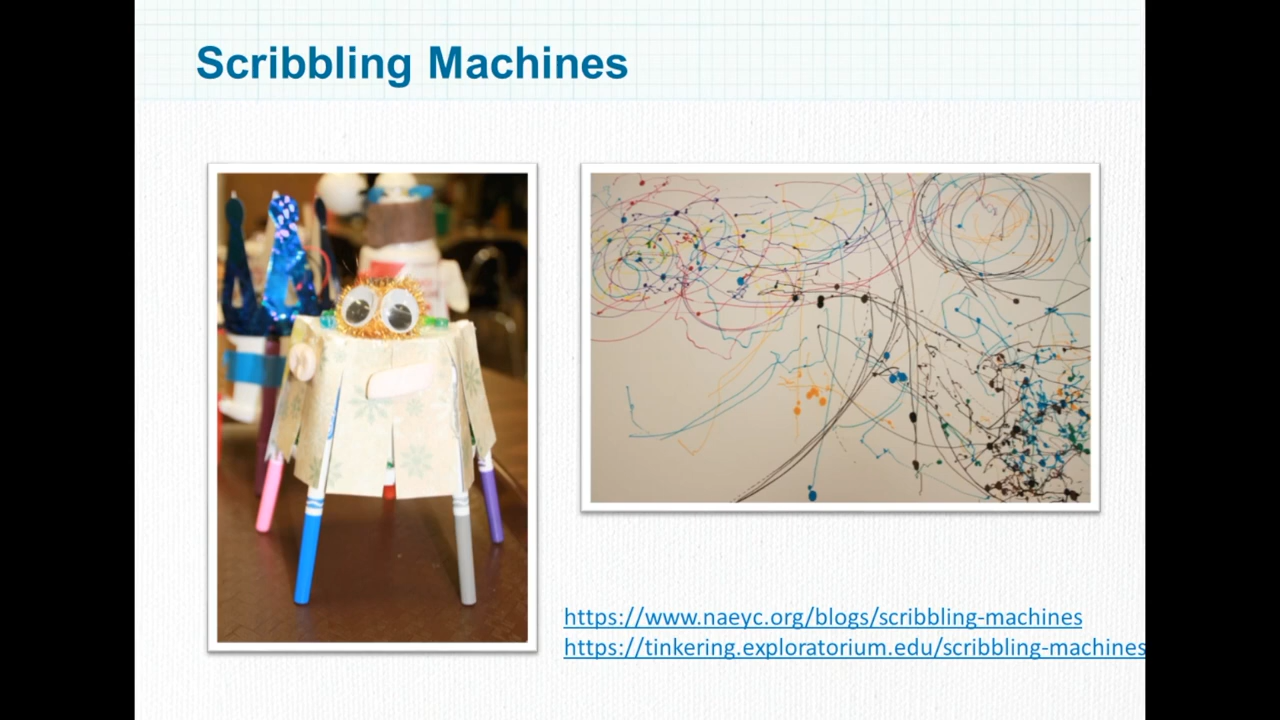 Scribbling Machines
https://www.naeyc.org/blogs/scribbling-machines
https://tinkering.exploratorium.edu/scribbling-machines